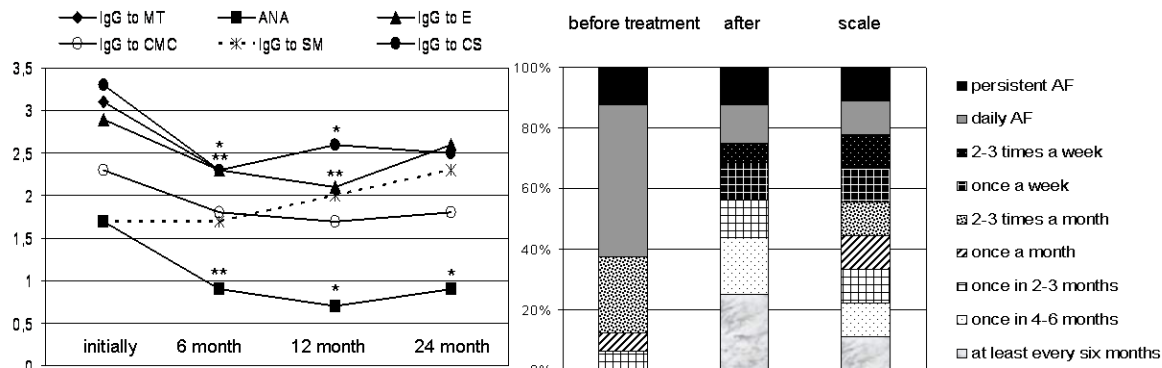 IgG to MT ANA IgG to E
IgG to CMC IgG to SM IgG to CS
3,5
3
2,5
2
1,5
1
0,5
0
*
**
*
**
**
*
*
initially 6 month 12 month 24 month
before treatment after scale
100%
80%
60%
40%
20%
0%
persistent AF
daily AF
2-3 times a week
once a week
2-3 times a month
once a month
once in 2-3 months
once in 4-6 months
at least every six months